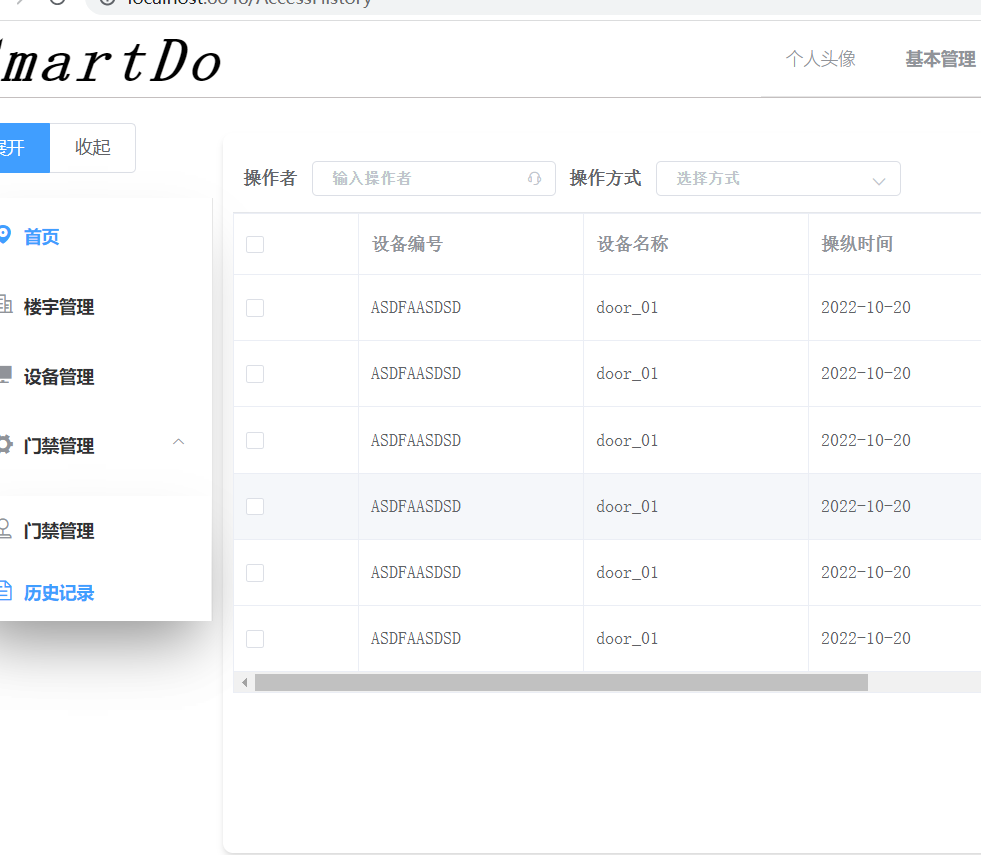 martDo
个人头像
基本管理
展开
收起
首页
楼宇管理
设备管理
门禁管理
门禁管理
历史记录
操作者 输入操作者 操作方式 选择方式
设备编号 设备名称 操纵时间
ASDFAASDSD door_01 2022-10-20
ASDFAASDSD door_01 2022-10-20
ASDFAASDSD door_01 2022-10-20
ASDFAASDSD door_01 2022-10-20
ASDFAASDSD door_01 2022-10-20
ASDFAASDSD door_01 2022-10-20